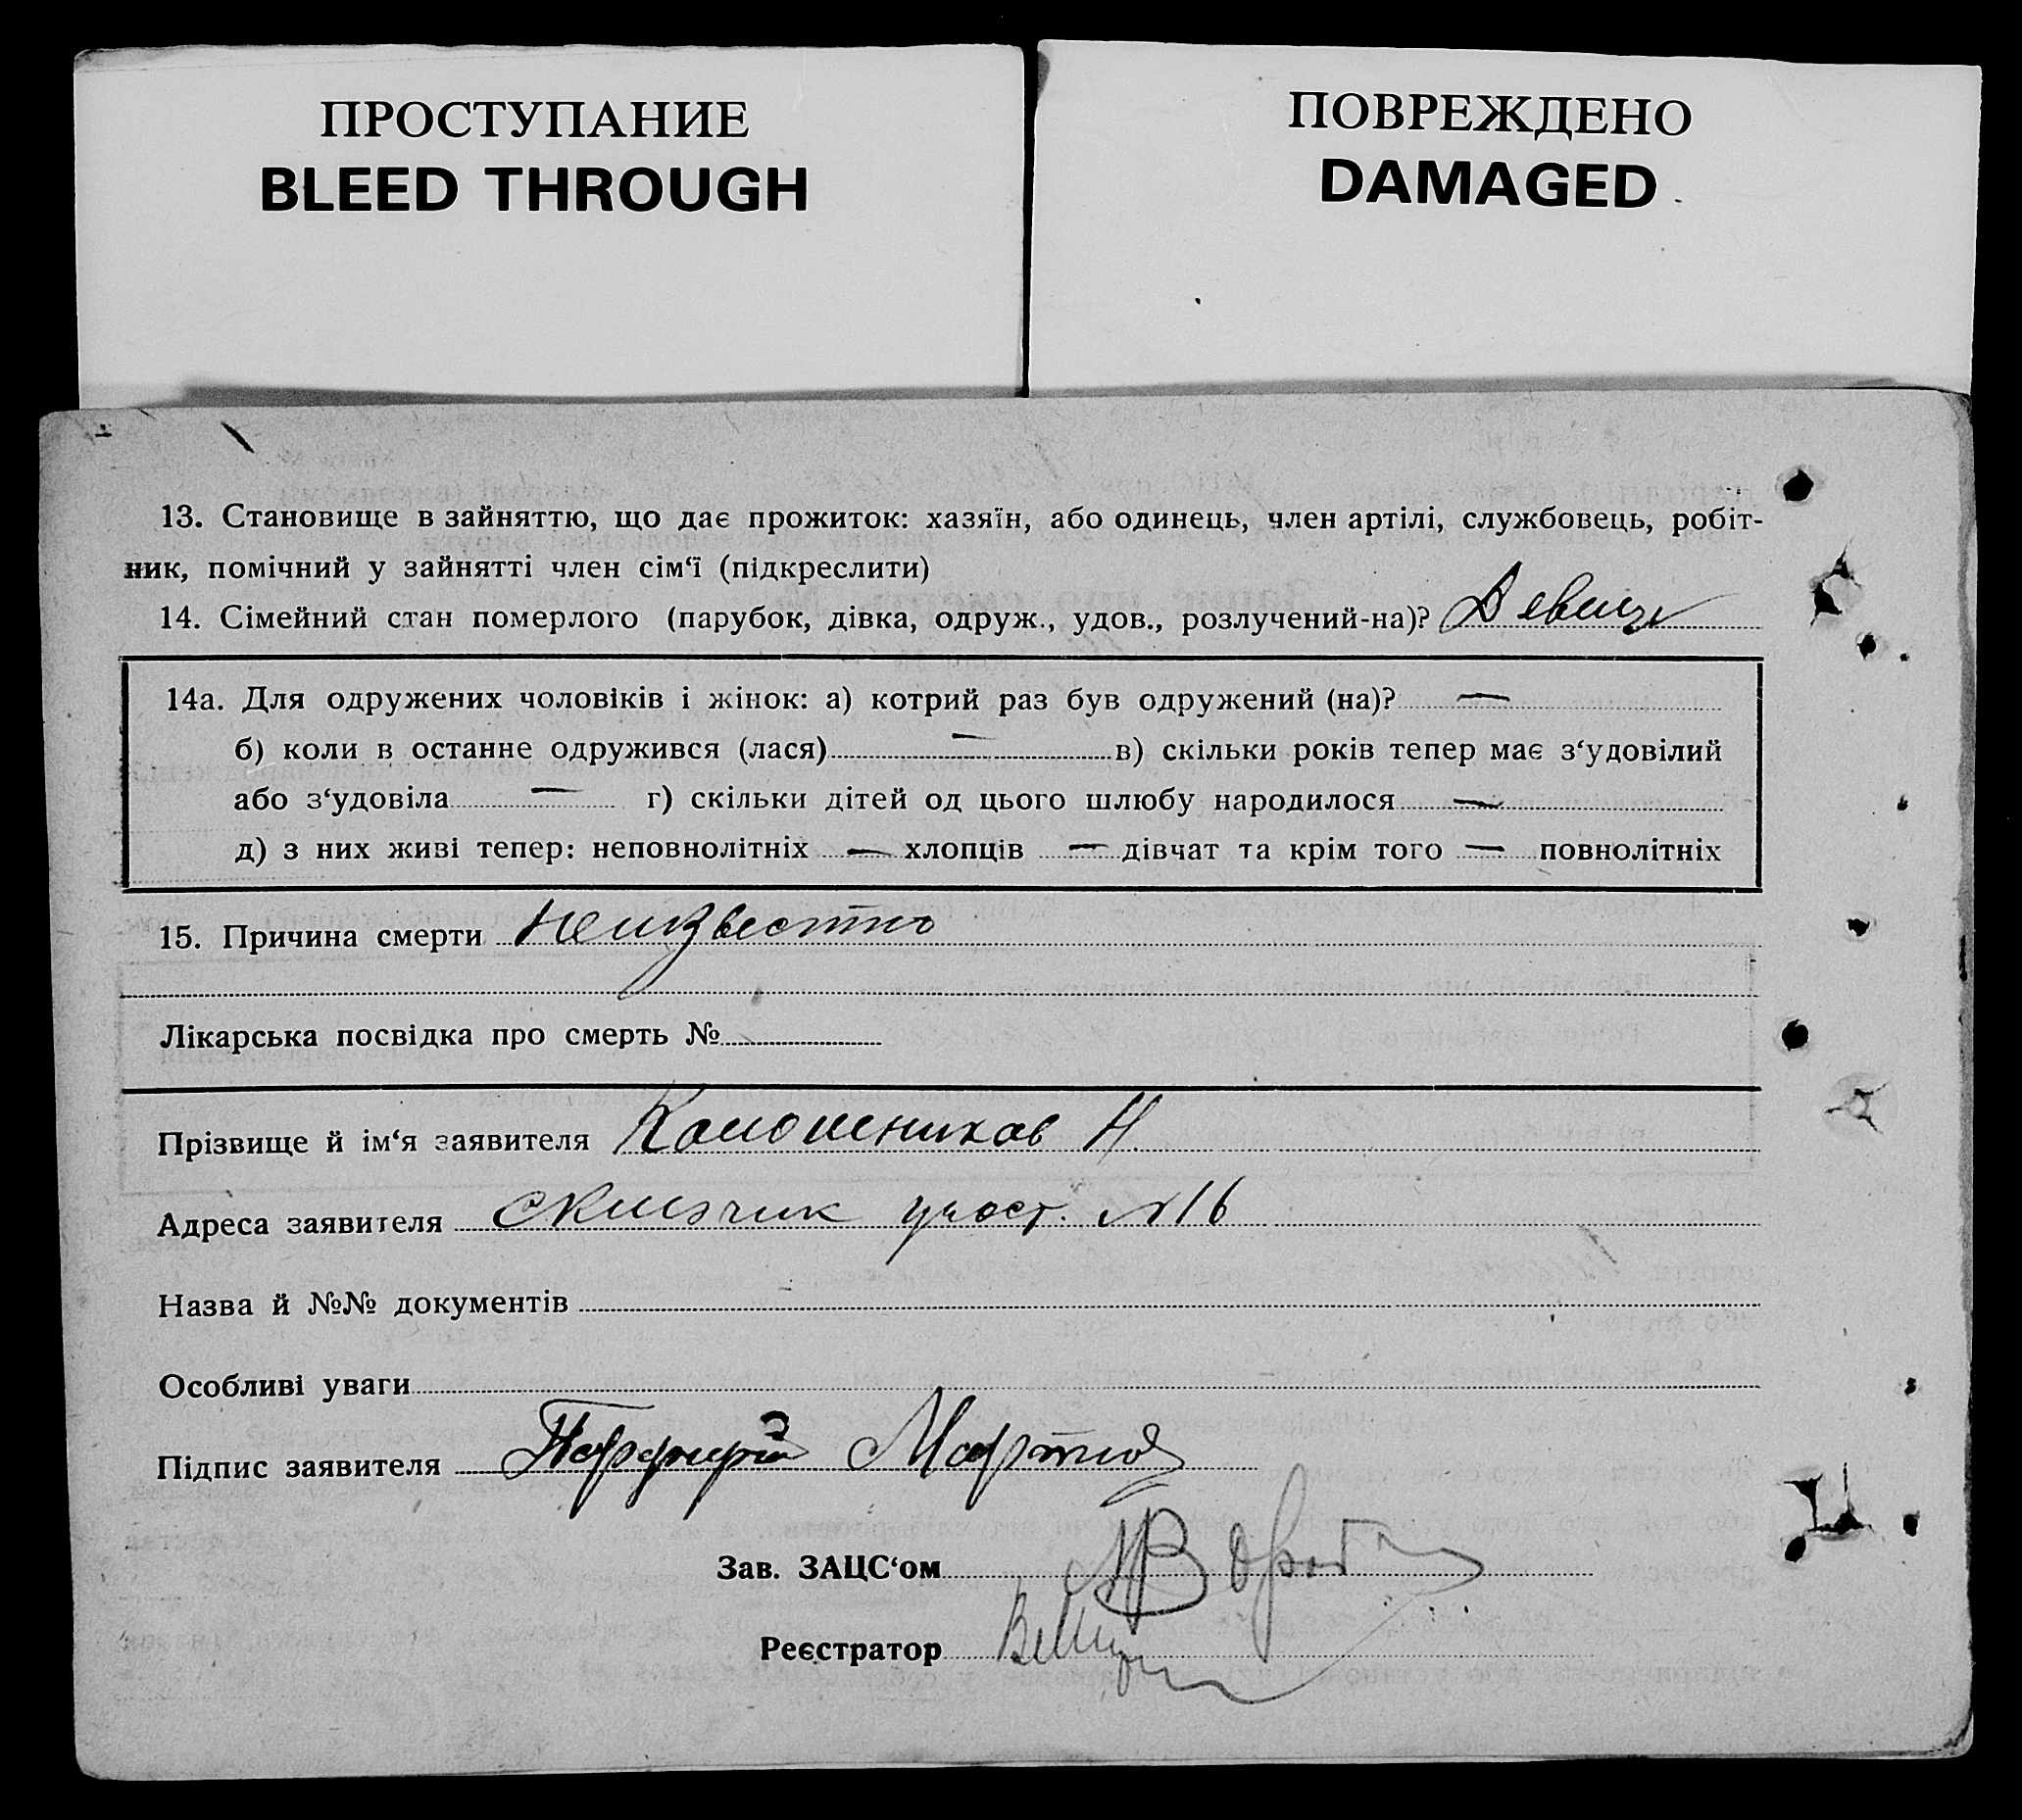 ПРОСТУПАНИЕ
BLEED THROUGH
ПОВРЕЖДЕНО
DAMAGED
13. Становище в зайняттю, що дає прожиток: хазяїн, або одинець, член артілі, службовець, робіт-
ник, помічний у зайнятті член сім‘ї (підкреслити)
14. Сімейний стан померлого (парубок, дівка, одруж., удов., розлучений-на)? Девица
14а. Для одружених чоловіків і жінок: а) котрий раз був одружений (на)? —
б) коли в останне одружився (лася) — в) скільки років тепер має з‘удовілий
або з‘удовіла — г) скільки дітей од цього шлюбу народилося —
д) з них живі тепер: неповнолітніх — хлопців — дівчат та крім того — повнолітніх
15. Причина смерти неизвестно
Лікарська посвідка про смерть №
Прізвище й ім‘я заявителя Н.
Адреса заявителя участ. №16
Назва й №№ документів
Особливі уваги
Підпис заявителя
Зав. ЗАЦС‘ом
Реєстратор